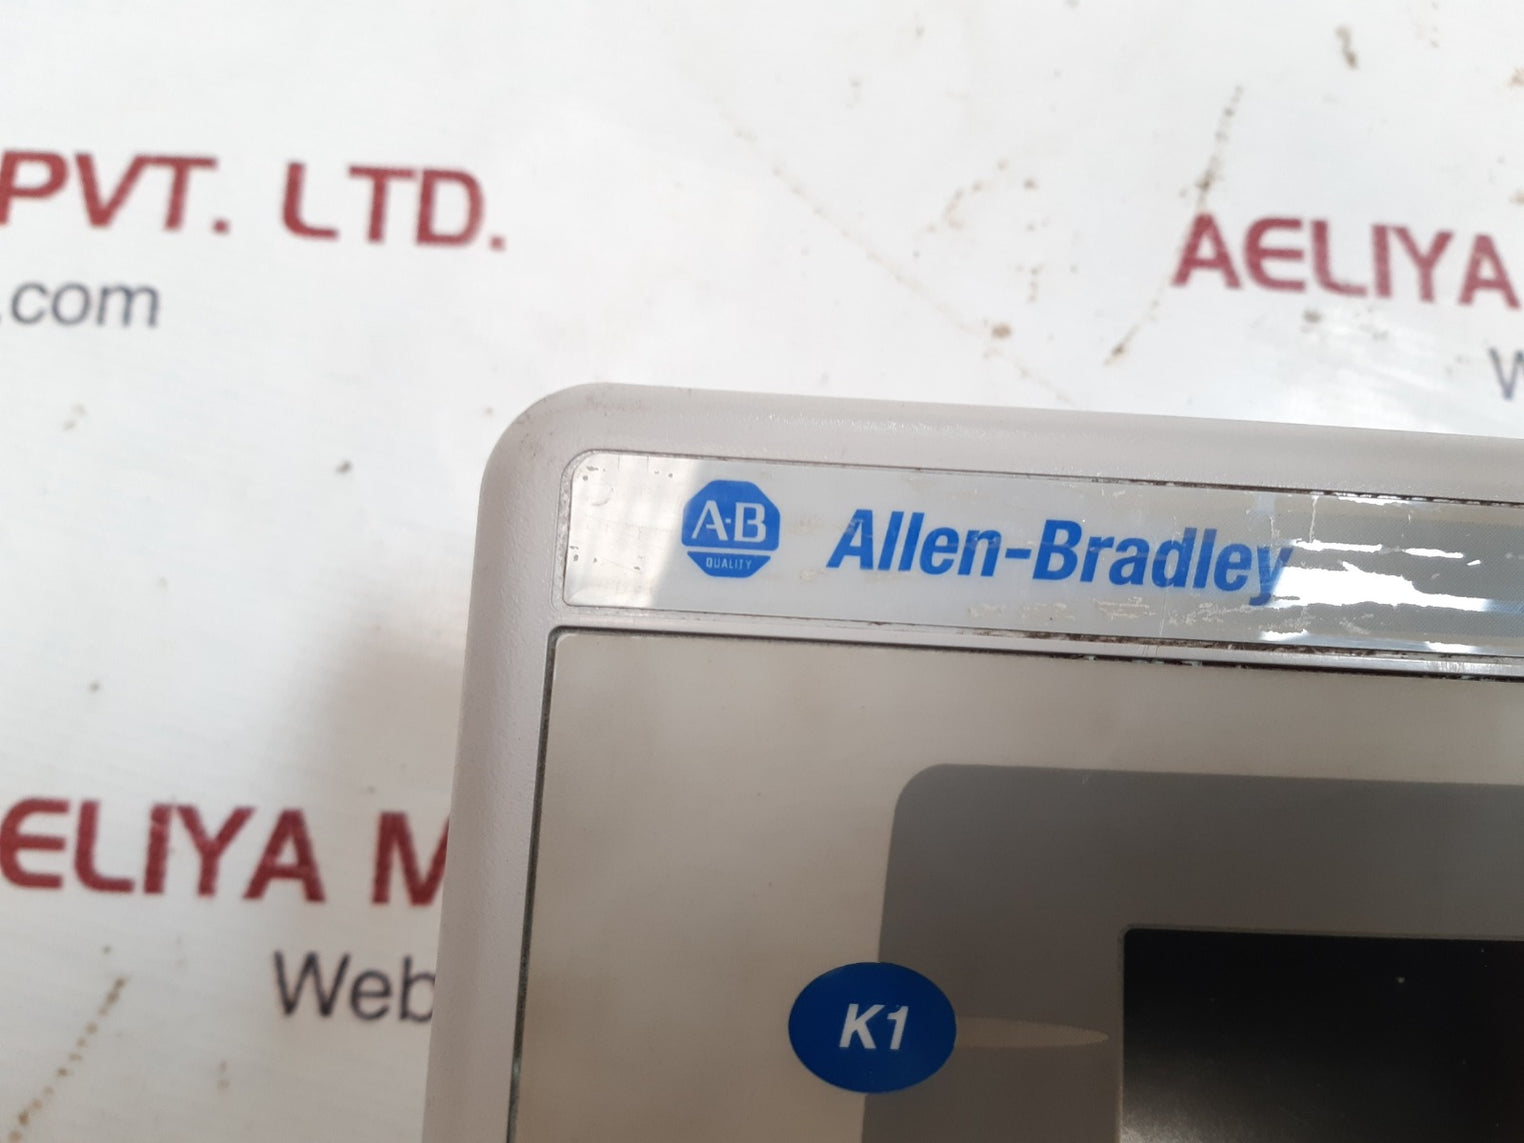 PVT. LTD.
.com
AELIYA
A·B
QUALITY
Allen-Bradley
ELIYA M
Web
K1